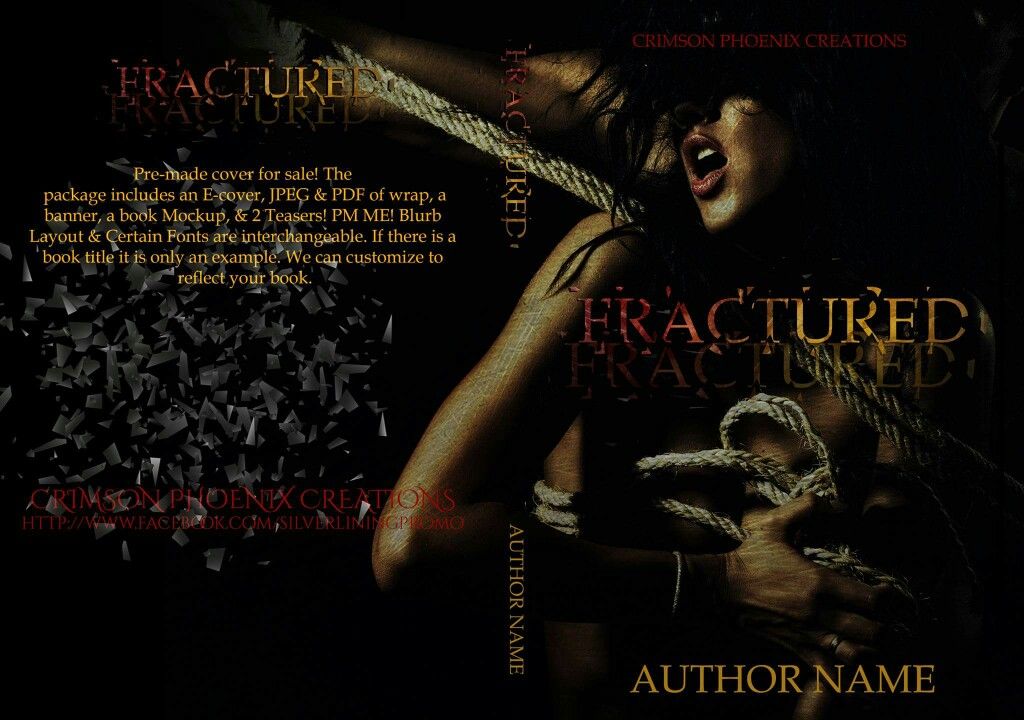 FRACTURED
FRACTURED
Pre-made cover for sale! The
package includes an E-cover, JPEG & PDF of wrap, a
banner, a book Mockup, & 2 Teasers! PM ME! Blurb
Layout & Certain Fonts are interchangeable. If there is a
book title it is only an example. We can customize to
reflect your book.
CRIMSON PHOENIX CREATIONS
HTTP://WWW.FACEBOOK.COM/SILVERLININGPROMO
FRACTURED
AUTHOR NAME
CRIMSON PHOENIX CREATIONS
FRACTURED
FRACTURED
AUTHOR NAME